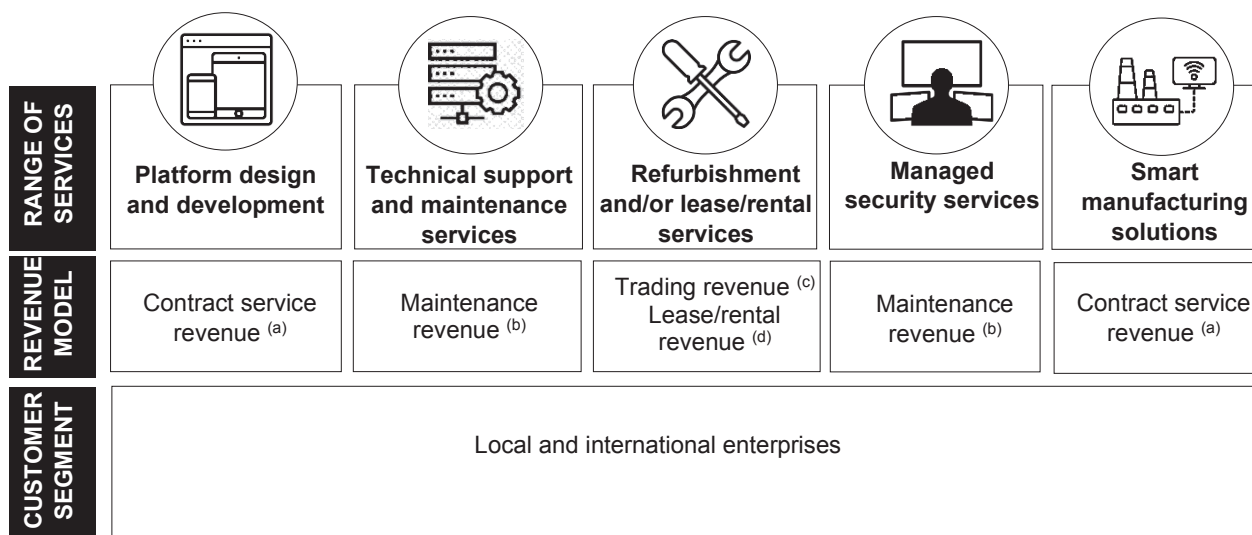 RANGE OF
SERVICES
Platform design
and development
Technical support
and maintenance
services
Refurbishment
and/or lease/rental
services
Managed
security services
Smart
manufacturing
solutions
REVENUE
MODEL
Contract service
revenue (a)
Maintenance
revenue (b)
Trading revenue (c)
Lease/rental
revenue (d)
Maintenance
revenue (b)
Contract service
revenue (a)
CUSTOMER
SEGMENT
Local and international enterprises